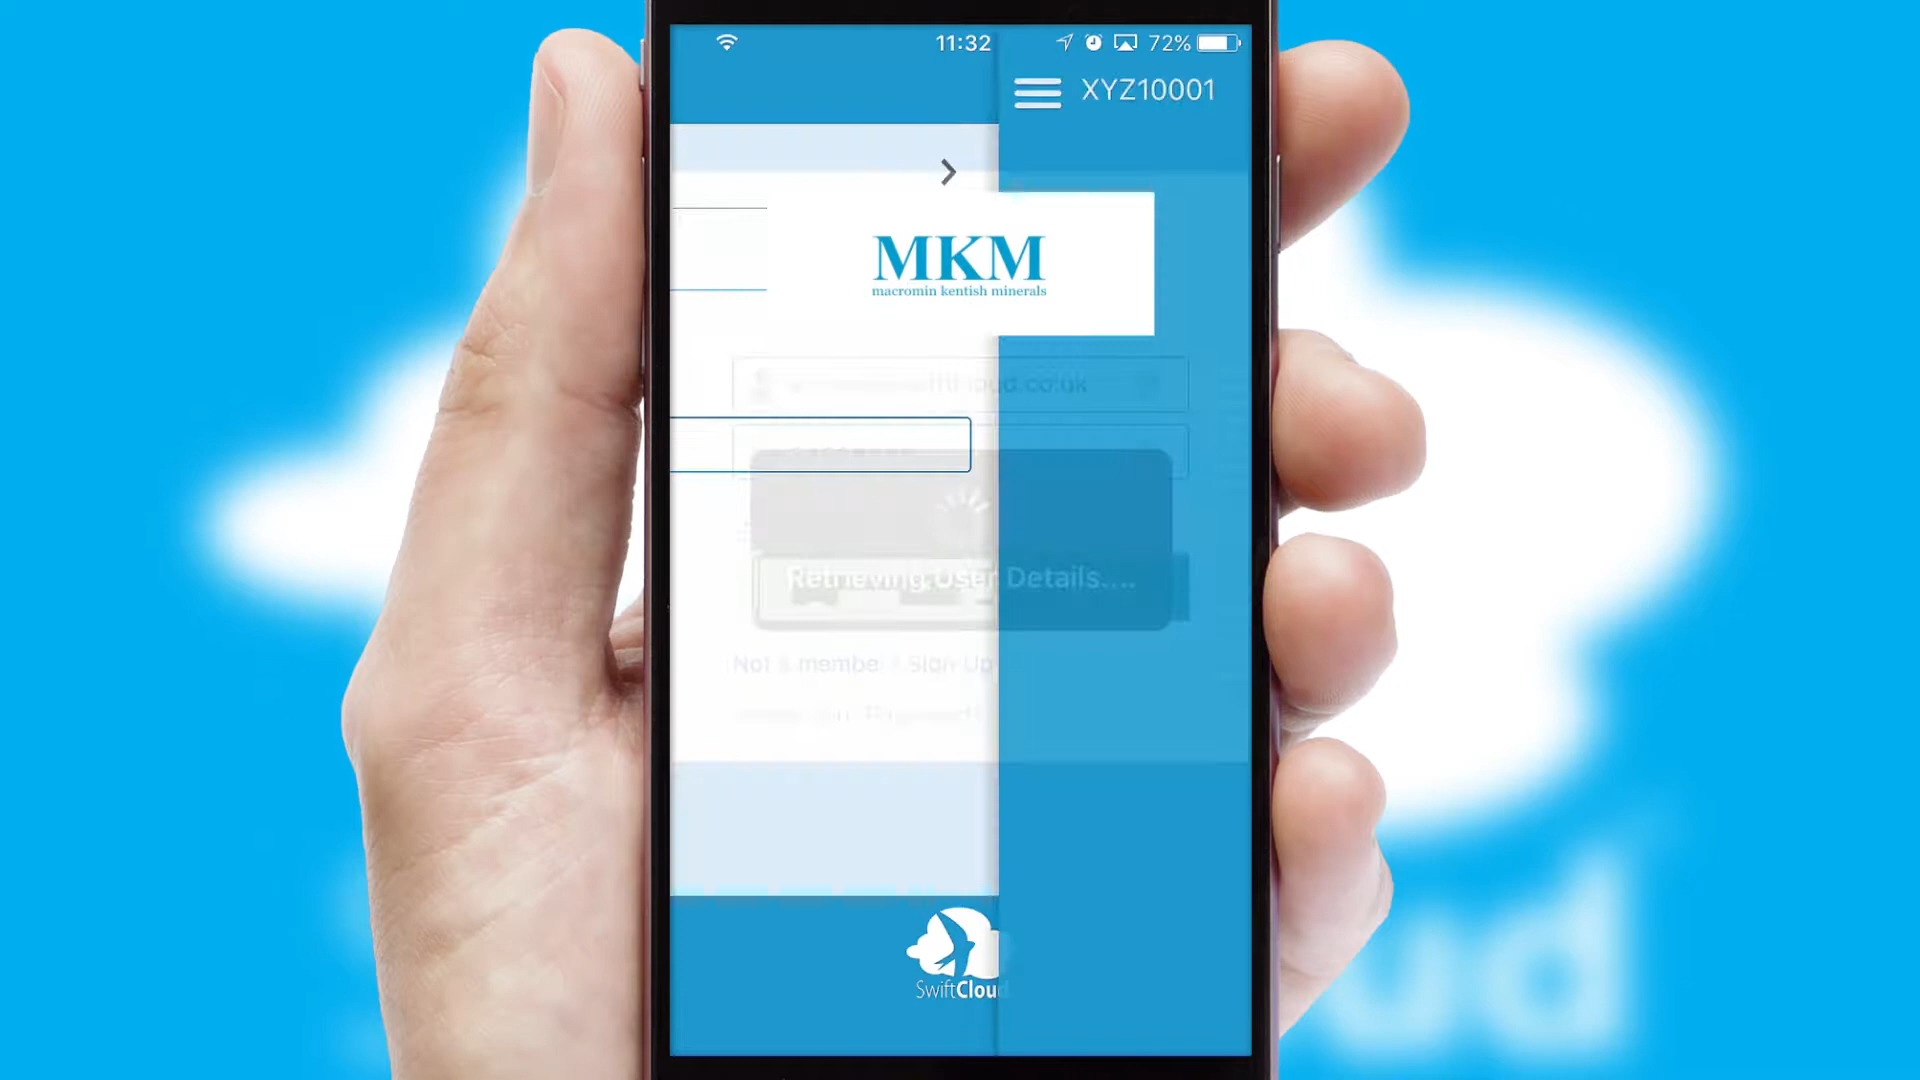 11:32
72%
XYZ10001
MKM
macromin kentish minerals
Retrieving User Details....
Not a member Sign Up
SwiftCloud